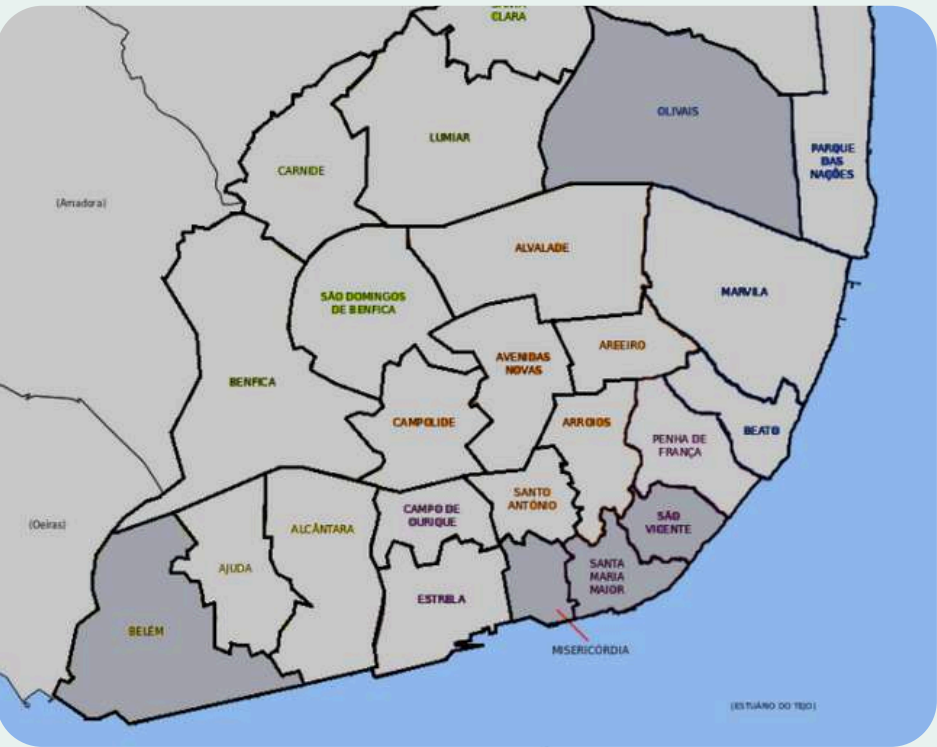 CLARA
OLIVAIS
LUMIAR
PARQUE
DAS
NAÇÕES
CARNIDE
(Amadora)
ALVALADE
MARVILA
SÃO DOMINGOS
DE BENFICA
AREEIRO
AVENIDAS
NOVAS
BENFICA
CAMPOLIDE
ARROIOS
BEATO
PENHA DE
FRANÇA
SANTO
ANTÓNIO
CAMPO DE
OURIQUE
SÃO
VICENTE
(Oeiras)
ALCÂNTARA
AJUDA
SANTA
MARIA
MAIOR
ESTRELA
BELÉM
MISERICÓRDIA
(ESTUÁRIO DO TEJO)